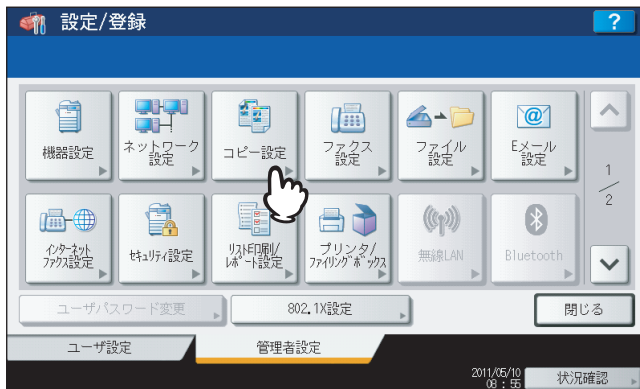 設定/登録
?
機器設定
ネットワーク
設定
コピー設定
ファクス
設定
ファイル
設定
Eメール
設定
1
2
インターネット
ファクス設定
セキュリティ設定
リスト印刷/
レポート設定
プリンタ/
ファイリングボックス
無線LAN
Bluetooth
ユーザパスワード変更
802.1X設定
閉じる
ユーザ設定
管理者設定
2011/05/10
08:55
状況確認